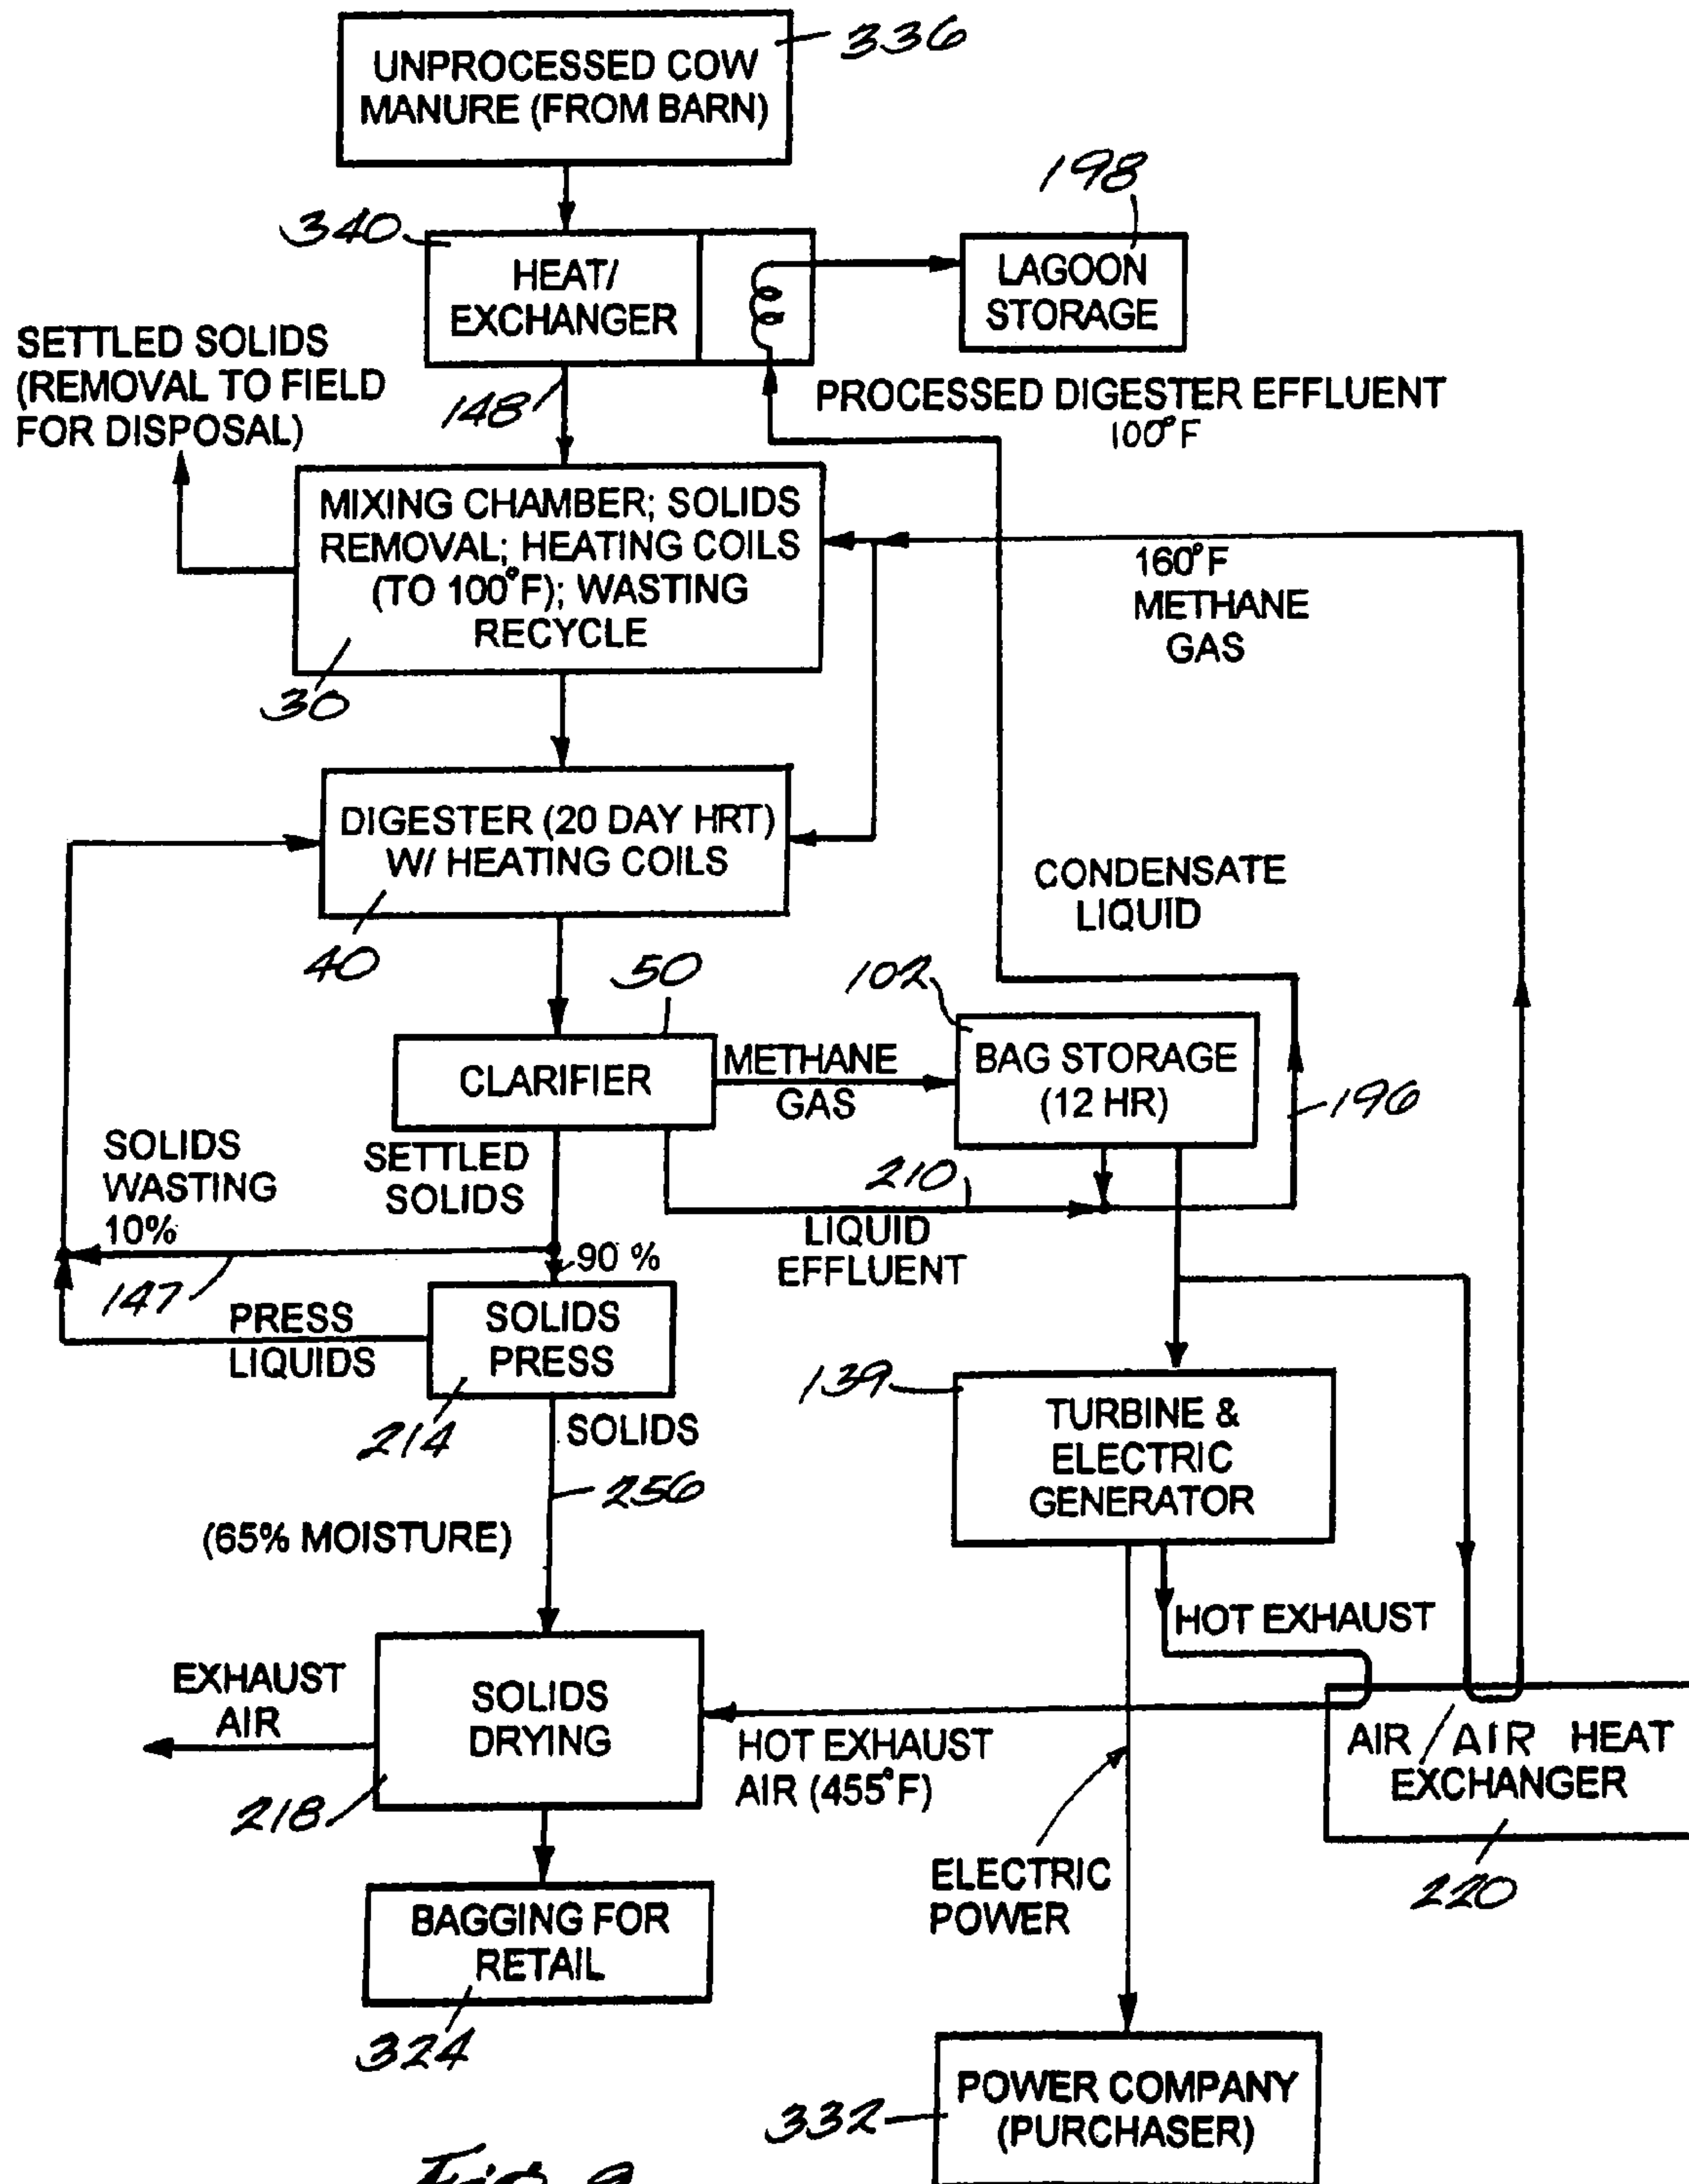 UNPROCESSED COW
MANURE (FROM BARN)
336
198
340
HEAT/
EXCHANGER
LAGOON
STORAGE
SETTLED SOLIDS
(REMOVAL TO FIELD
FOR DISPOSAL)
148
PROCESSED DIGESTER EFFLUENT
100°F
MIXING CHAMBER; SOLIDS
REMOVAL; HEATING COILS
(TO 100°F); WASTING
RECYCLE
30
160°F
METHANE
GAS
DIGESTER (20 DAY HRT)
W/ HEATING COILS
40
CONDENSATE
LIQUID
50
102
CLARIFIER
METHANE
GAS
BAG STORAGE
(12 HR)
196
SOLIDS
WASTING
10%
SETTLED
SOLIDS
210
LIQUID
EFFLUENT
90 %
147
PRESS
LIQUIDS
SOLIDS
PRESS
214
SOLIDS
139
TURBINE &
ELECTRIC
GENERATOR
256
(65% MOISTURE)
HOT EXHAUST
EXHAUST
AIR
SOLIDS
DRYING
HOT EXHAUST
AIR (455°F)
AIR/AIR HEAT
EXCHANGER
218
220
ELECTRIC
POWER
BAGGING FOR
RETAIL
324
POWER COMPANY
(PURCHASER)
332